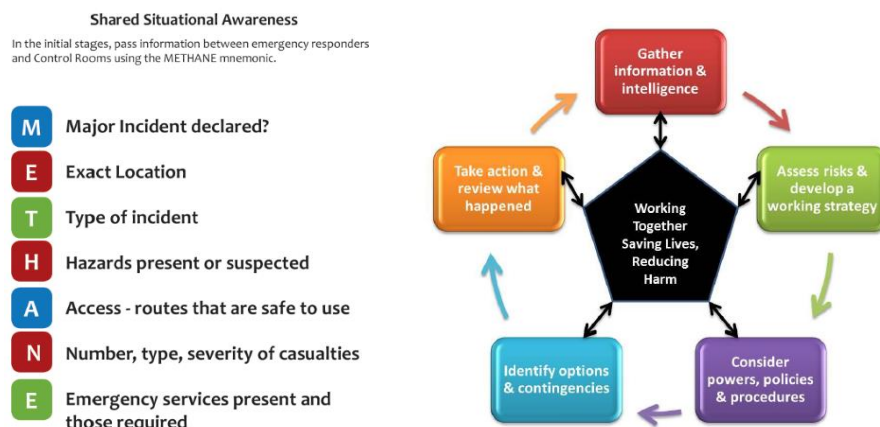 Shared Situational Awareness
In the initial stages, pass information between emergency responders
and Control Rooms using the METHANE mnemonic.
M Major Incident declared?
E Exact Location
T Type of incident
H Hazards present or suspected
A Access - routes that are safe to use
N Number, type, severity of casualties
E Emergency services present and
those required
Gather
information &
intelligence
Assess risks &
develop a
working strategy
Consider
powers, policies
& procedures
Identify options
& contingencies
Take action &
review what
happened
Working
Together
Saving Lives,
Reducing
Harm